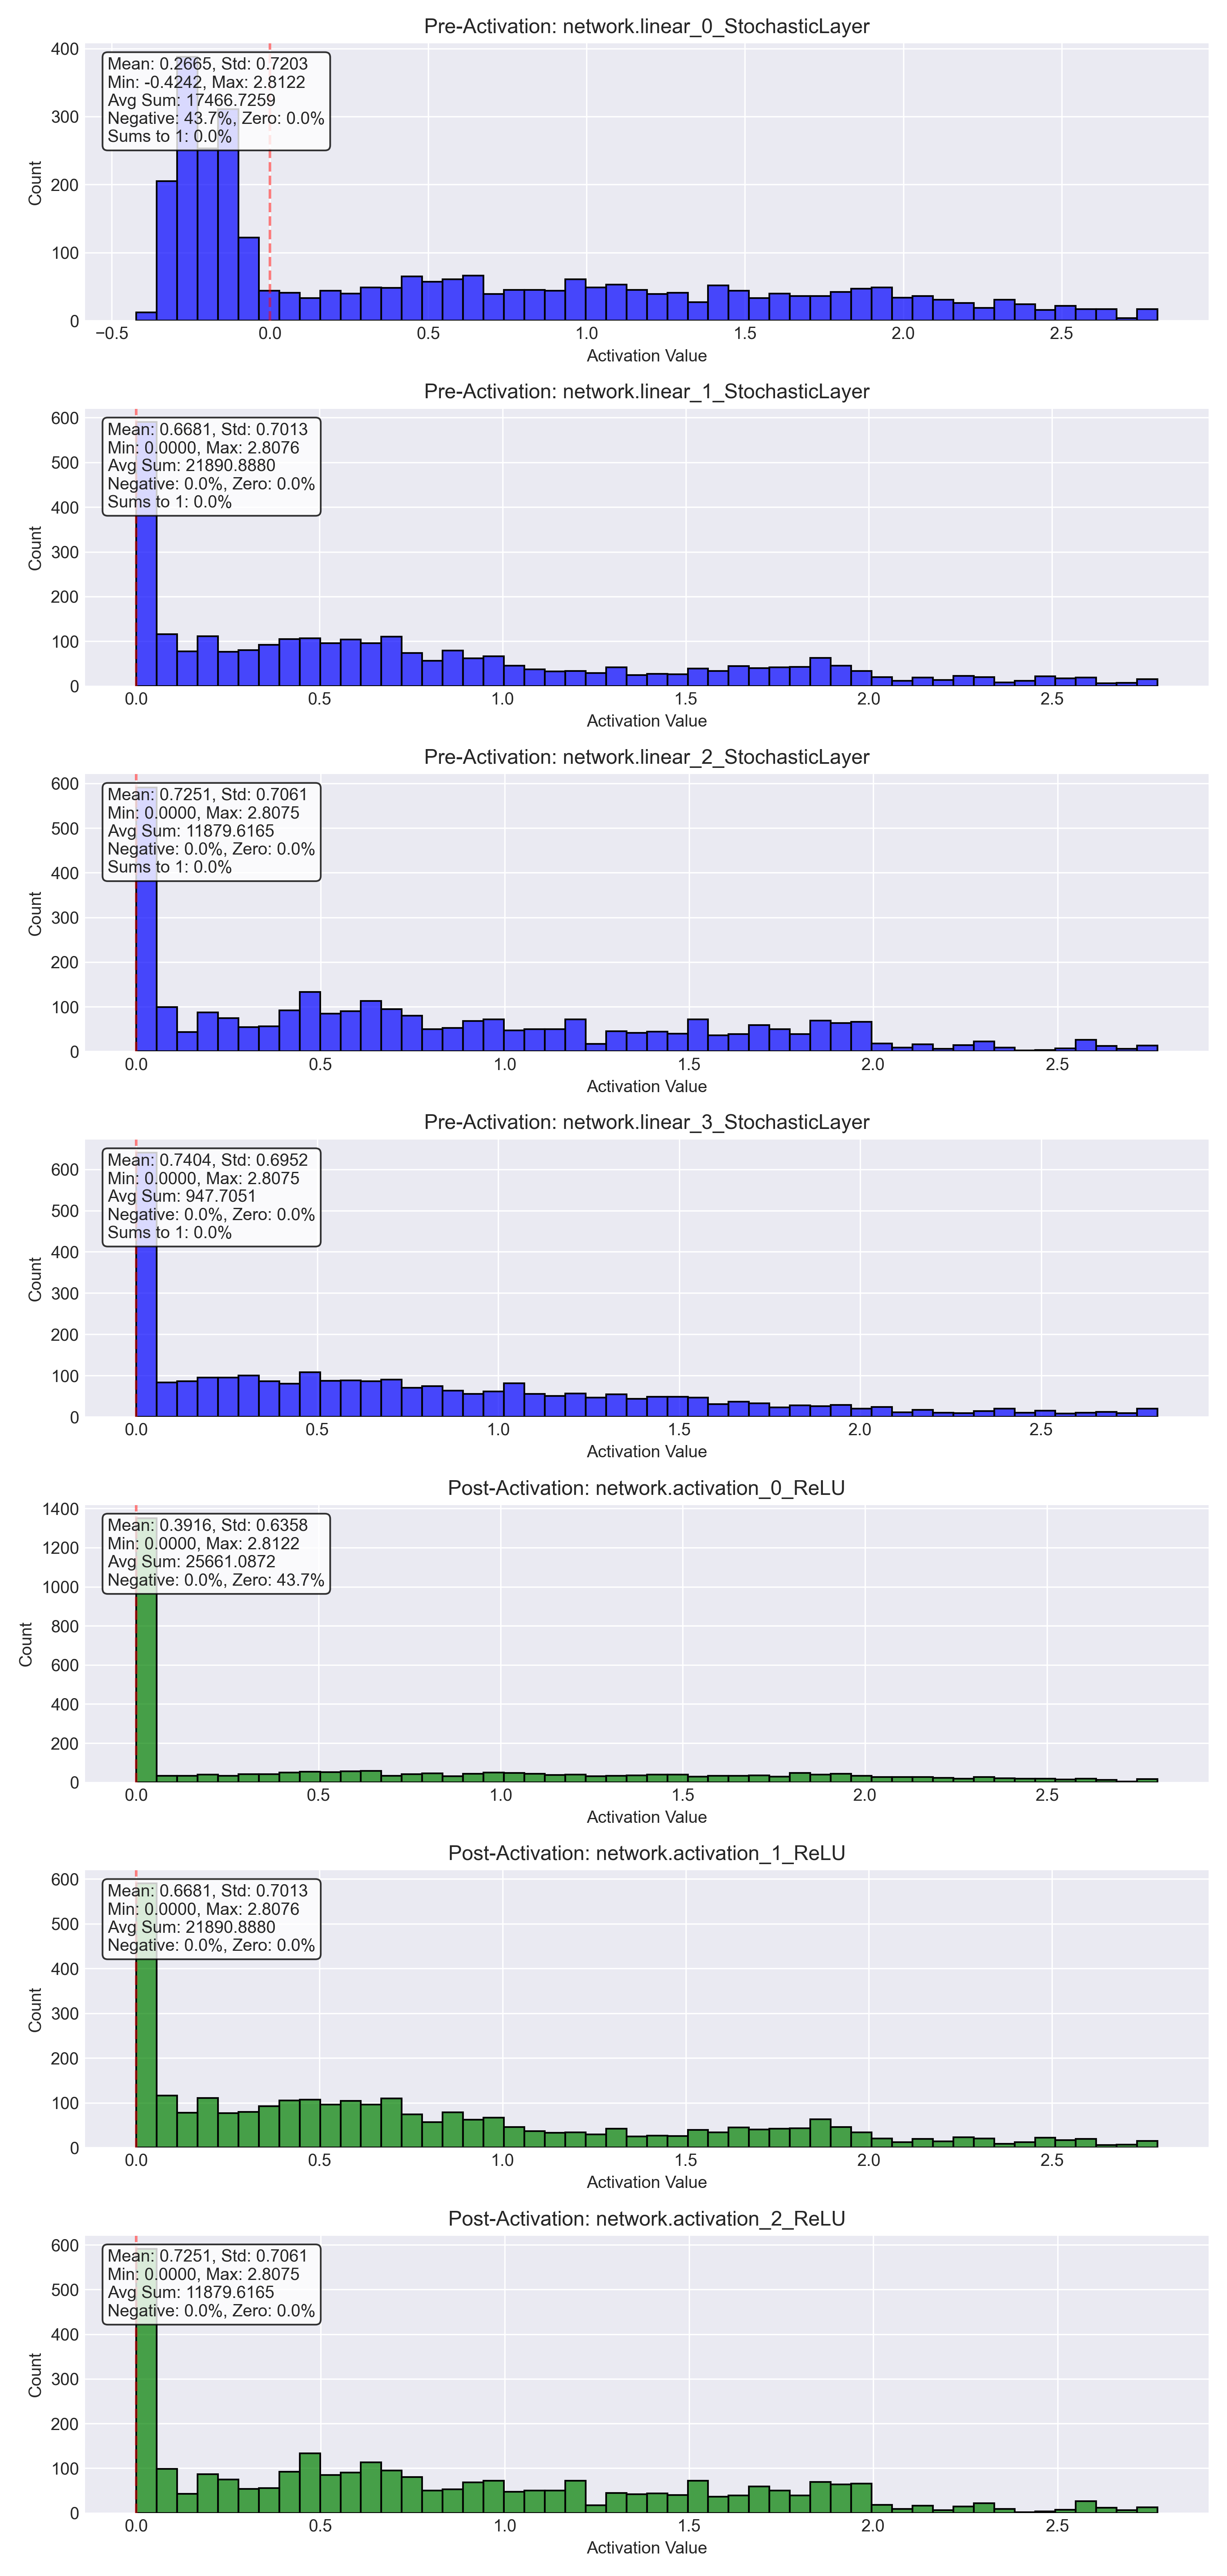 Pre-Activation: network.linear_0_StochasticLayer
Mean: 0.2665, Std: 0.7203
Min: -0.4242, Max: 2.8122
Avg Sum: 17466.7259
Negative: 43.7%, Zero: 0.0%
Sums to 1: 0.0%
Count
400
300
200
100
0
−0.5 0.0 0.5 1.0 1.5 2.0 2.5
Activation Value
Pre-Activation: network.linear_1_StochasticLayer
Mean: 0.6681, Std: 0.7013
Min: 0.0000, Max: 2.8076
Avg Sum: 21890.8880
Negative: 0.0%, Zero: 0.0%
Sums to 1: 0.0%
Count
600
500
400
300
200
100
0
0.0 0.5 1.0 1.5 2.0 2.5
Activation Value
Pre-Activation: network.linear_2_StochasticLayer
Mean: 0.7251, Std: 0.7061
Min: 0.0000, Max: 2.8075
Avg Sum: 11879.6165
Negative: 0.0%, Zero: 0.0%
Sums to 1: 0.0%
Count
600
500
400
300
200
100
0
0.0 0.5 1.0 1.5 2.0 2.5
Activation Value
Pre-Activation: network.linear_3_StochasticLayer
Mean: 0.7404, Std: 0.6952
Min: 0.0000, Max: 2.8075
Avg Sum: 947.7051
Negative: 0.0%, Zero: 0.0%
Sums to 1: 0.0%
Count
600
500
400
300
200
100
0
0.0 0.5 1.0 1.5 2.0 2.5
Activation Value
Post-Activation: network.activation_0_ReLU
Mean: 0.3916, Std: 0.6358
Min: 0.0000, Max: 2.8122
Avg Sum: 25661.0872
Negative: 0.0%, Zero: 43.7%
Count
1400
1200
1000
800
600
400
200
0
0.0 0.5 1.0 1.5 2.0 2.5
Activation Value
Post-Activation: network.activation_1_ReLU
Mean: 0.6681, Std: 0.7013
Min: 0.0000, Max: 2.8076
Avg Sum: 21890.8880
Negative: 0.0%, Zero: 0.0%
Count
600
500
400
300
200
100
0
0.0 0.5 1.0 1.5 2.0 2.5
Activation Value
Post-Activation: network.activation_2_ReLU
Mean: 0.7251, Std: 0.7061
Min: 0.0000, Max: 2.8075
Avg Sum: 11879.6165
Negative: 0.0%, Zero: 0.0%
Count
600
500
400
300
200
100
0
0.0 0.5 1.0 1.5 2.0 2.5
Activation Value